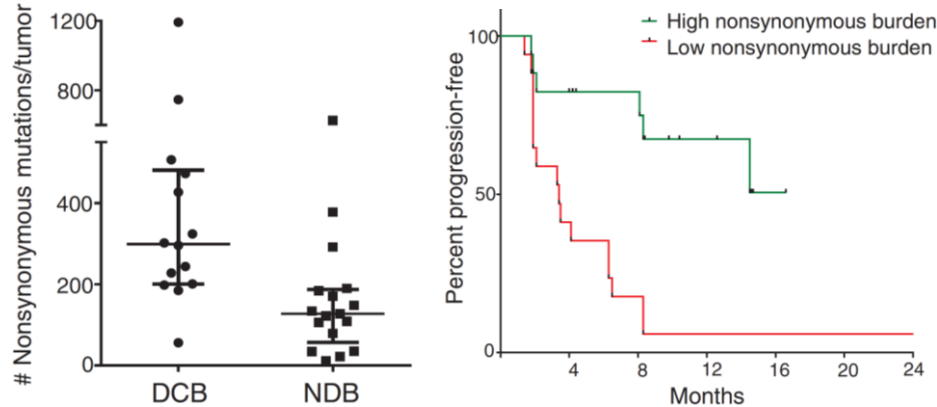 # Nonsynonymous mutations/tumor
1200
800
400
200
0
DCB
NDB
High nonsynonymous burden
Low nonsynonymous burden
Percent progression-free
100
50
0
4
8
12
16
20
24
Months